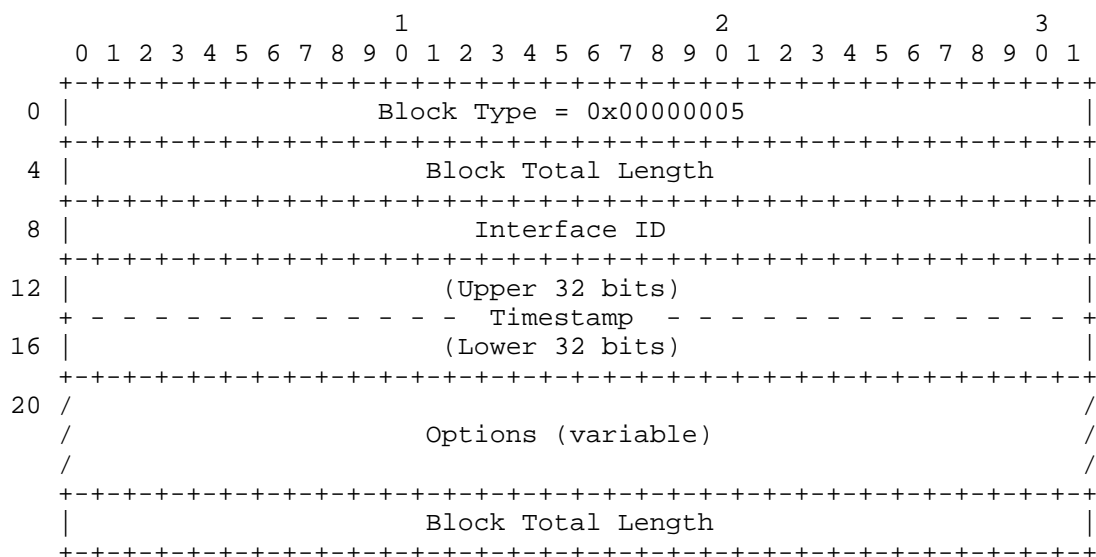 1                   2                   3
    0 1 2 3 4 5 6 7 8 9 0 1 2 3 4 5 6 7 8 9 0 1 2 3 4 5 6 7 8 9 0 1
   +-+-+-+-+-+-+-+-+-+-+-+-+-+-+-+-+-+-+-+-+-+-+-+-+-+-+-+-+-+-+-+-+
 0 |                   Block Type = 0x00000005                     |
   +-+-+-+-+-+-+-+-+-+-+-+-+-+-+-+-+-+-+-+-+-+-+-+-+-+-+-+-+-+-+-+-+
 4 |                      Block Total Length                       |
   +-+-+-+-+-+-+-+-+-+-+-+-+-+-+-+-+-+-+-+-+-+-+-+-+-+-+-+-+-+-+-+-+
 8 |                         Interface ID                          |
   +-+-+-+-+-+-+-+-+-+-+-+-+-+-+-+-+-+-+-+-+-+-+-+-+-+-+-+-+-+-+-+-+
12 |                       (Upper 32 bits)                         |
   + - - - - - - - - - - - -  Timestamp  - - - - - - - - - - - - - - +
16 |                       (Lower 32 bits)                         |
   +-+-+-+-+-+-+-+-+-+-+-+-+-+-+-+-+-+-+-+-+-+-+-+-+-+-+-+-+-+-+-+-+
20 /                                                               /
   /                      Options (variable)                       /
   /                                                               /
   +-+-+-+-+-+-+-+-+-+-+-+-+-+-+-+-+-+-+-+-+-+-+-+-+-+-+-+-+-+-+-+-+
   |                      Block Total Length                       |
   +-+-+-+-+-+-+-+-+-+-+-+-+-+-+-+-+-+-+-+-+-+-+-+-+-+-+-+-+-+-+-+-+